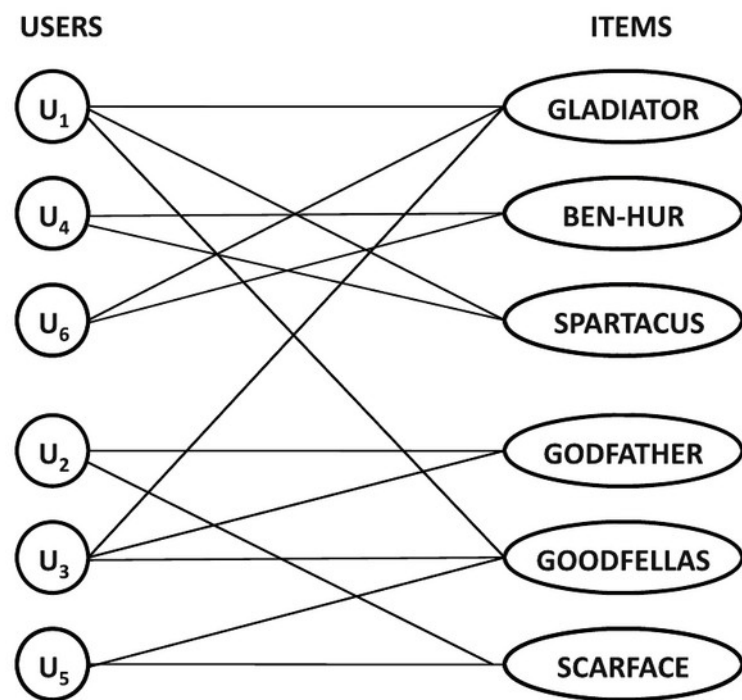 USERS ITEMS
U1 GLADIATOR
U4 BEN-HUR
U6 SPARTACUS
U2 GODFATHER
U3 GOODFELLAS
U5 SCARFACE